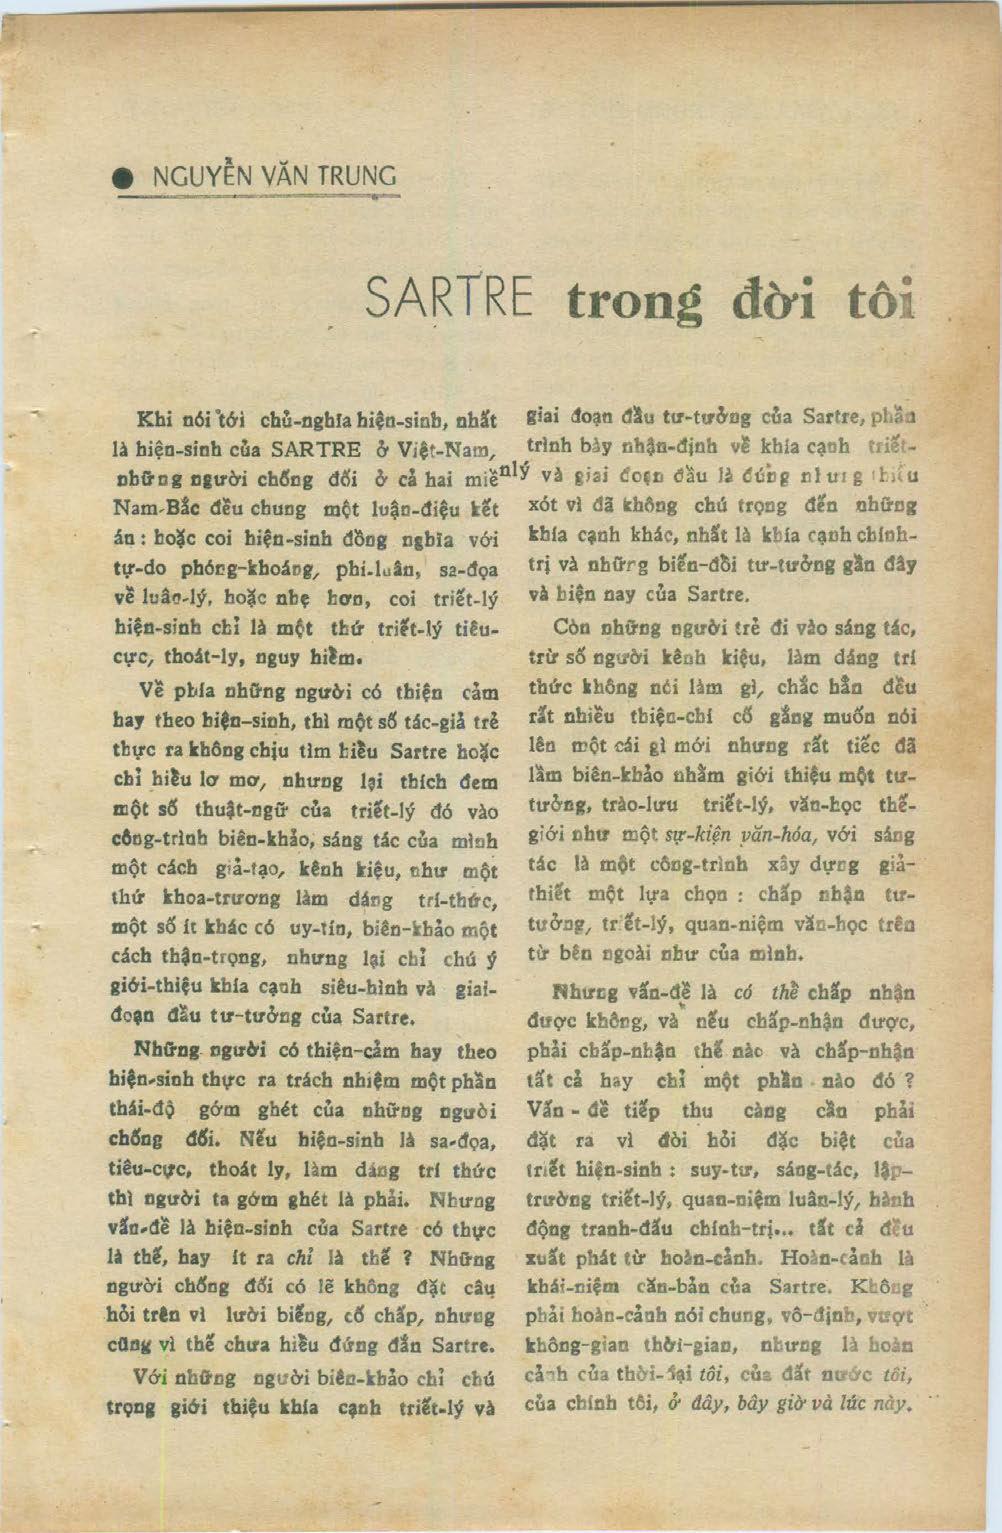 ● NGUYỄN VĂN TRUNG
SARTRE trong đời tôi
Khi nói tới chủ-nghĩa hiện-sinh, nhất
là hiện-sinh của SARTRE ở Việt-Nam,
những người chống đối ở cả hai miền
Nam-Bắc đều chung một luận-điệu kết
án : hoặc coi hiện-sinh đồng nghĩa với
tự-do phóng-khoáng, phi-luân, sa-đọa
về luân-lý, hoặc nhẹ hơn, coi triết-lý
hiện-sinh chỉ là một thứ triết-lý tiêu-
cực, thoát-ly, nguy hiểm.
Về phía những người có thiện cảm
hay theo hiện-sinh, thì một số tác-giả trẻ
thực ra không chịu tìm hiểu Sartre hoặc
chỉ hiểu lơ mơ, nhưng lại thích đem
một số thuật-ngữ của triết-lý đó vào
công-trình biên-khảo, sáng tác của mình
một cách giả-tạo, kênh kiệu, như một
thứ khoa-trương làm dáng trí-thức,
một số ít khác có uy-tín, biên-khảo một
cách thận-trọng, nhưng lại chỉ chú ý
giới-thiệu khía cạnh siêu-hình và giai-
đoạn đầu tư-tưởng của Sartre.
Những người có thiện-cảm hay theo
hiện-sinh thực ra trách nhiệm một phần
thái-độ gớm ghét của những người
chống đối. Nếu hiện-sinh là sa-đọa,
tiêu-cực, thoát ly, làm dáng trí thức
thì người ta gớm ghét là phải. Nhưng
vấn-đề là hiện-sinh của Sartre có thực
là thế, hay ít ra chỉ là thế ? Những
người chống đối có lẽ không đặt câu
hỏi trên vì lười biếng, cố chấp, nhưng
cũng vì thế chưa hiểu đứng đắn Sartre.
Với những người biên-khảo chỉ chú
trọng giới thiệu khía cạnh triết-lý và
giai đoạn đầu tư-tưởng của Sartre, phần
trình bày nhận-định về khía cạnh triết-
lý và giai đoạn đầu là đúng nhưng thiếu
xót vì đã không chú trọng đến những
khía cạnh khác, nhất là khía cạnh chính-
trị và những biến-đổi tư-tưởng gần đây
và hiện nay của Sartre.
Còn những người trẻ đi vào sáng tác,
trừ số người kênh kiệu, làm dáng trí
thức không nói làm gì, chắc hẳn đều
rất nhiều thiện-chí cố gắng muốn nói
lên một cái gì mới nhưng rất tiếc đã
lầm biên-khảo nhằm giới thiệu một tư-
tưởng, trào-lưu triết-lý, văn-học thế-
giới như một sự-kiện văn-hóa, với sáng
tác là một công-trình xây dựng giả-
thiết một lựa chọn : chấp nhận tư-
tưởng, triết-lý, quan-niệm văn-học trên
từ bên ngoài như của mình.
Nhưng vấn-đề là có thể chấp nhận
được không, và nếu chấp-nhận được,
phải chấp-nhận thế nào và chấp-nhận
tất cả hay chỉ một phần nào đó ?
Vấn - đề tiếp thu càng cần phải
đặt ra vì đòi hỏi đặc biệt của
triết hiện-sinh : suy-tư, sáng-tác, lập-
trường triết-lý, quan-niệm luân-lý, hành
động tranh-đấu chính-trị... tất cả đều
xuất phát từ hoàn-cảnh. Hoàn-cảnh là
khái-niệm căn-bản của Sartre. Không
phải hoàn-cảnh nói chung, vô-định, vượt
không-gian thời-gian, nhưng là hoàn
cảnh của thời-đại tôi, của đất nước tôi,
của chính tôi, ở đây, bây giờ và lúc này.